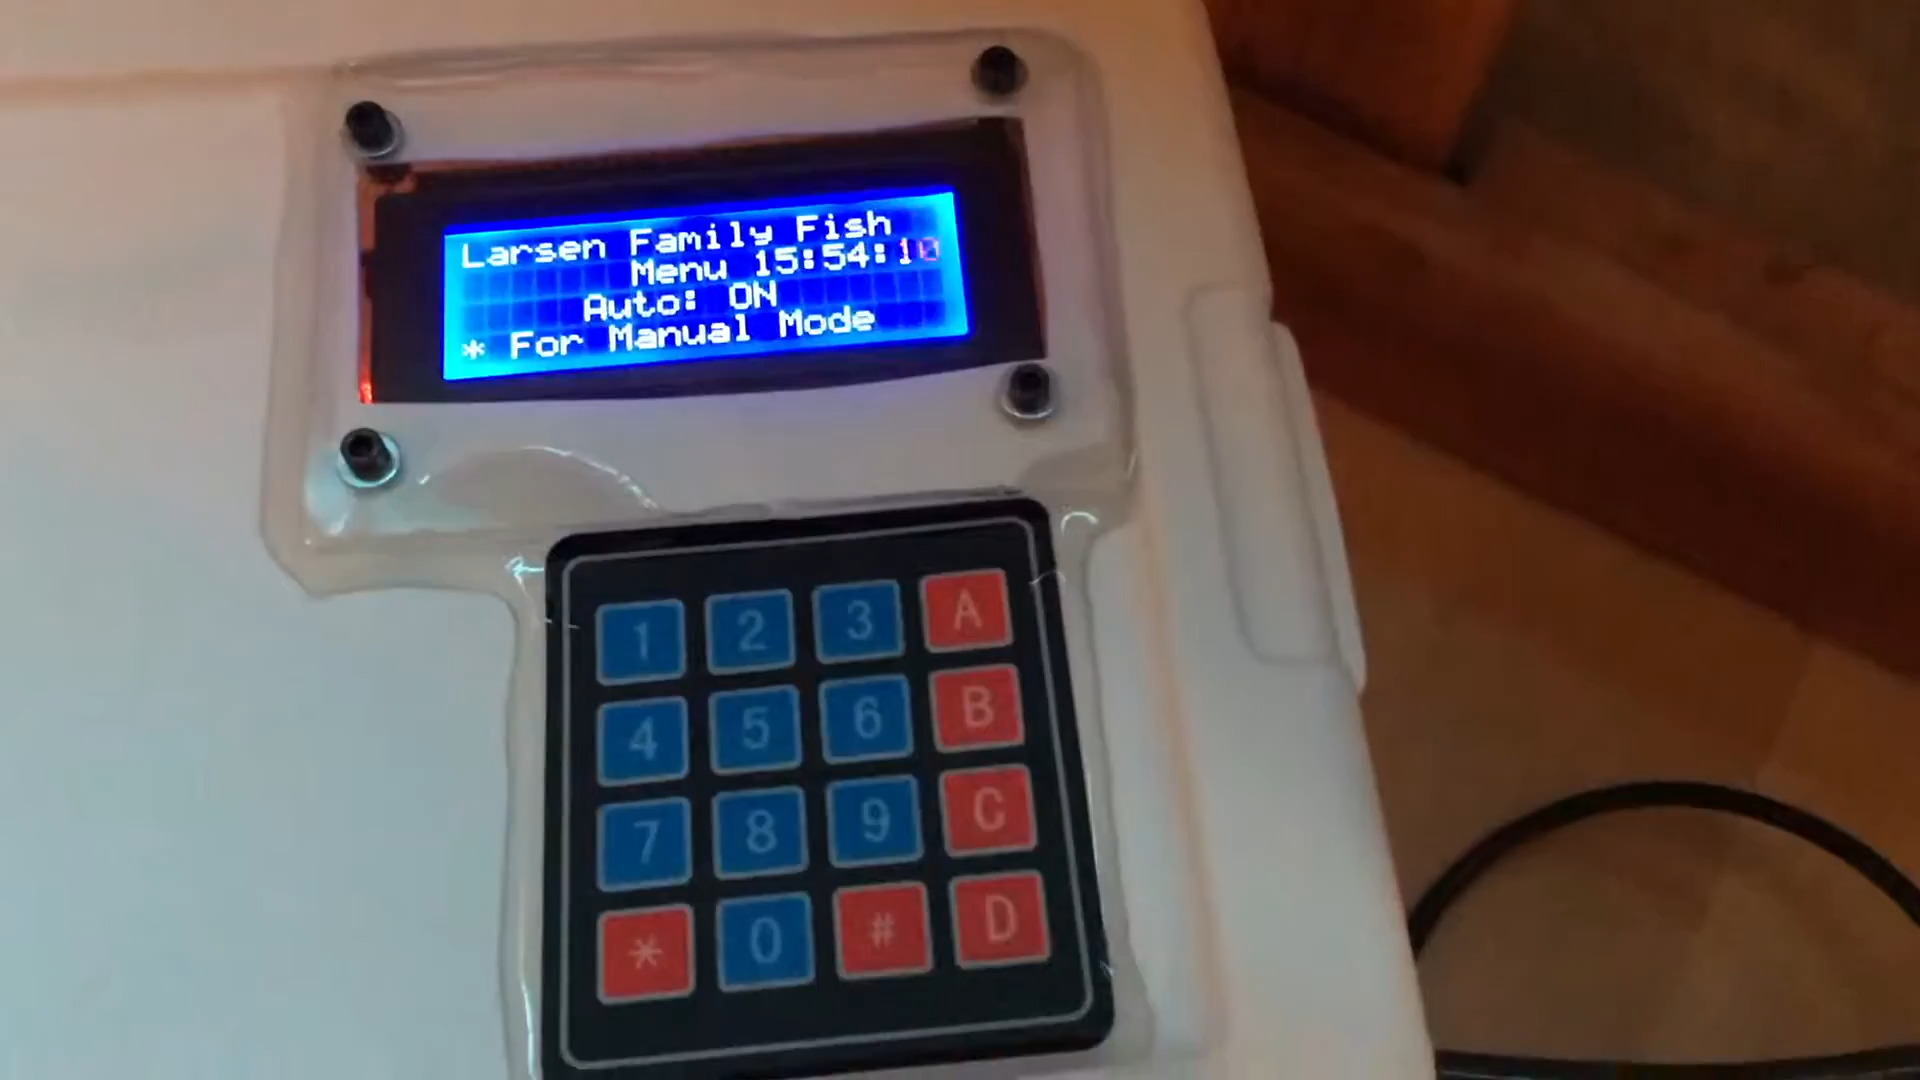 Larsen Family Fish
Menu 15:54:10
Auto: ON
* For Manual Mode
1 2 3 A
4 5 6 B
7 8 9 C
* 0 # D